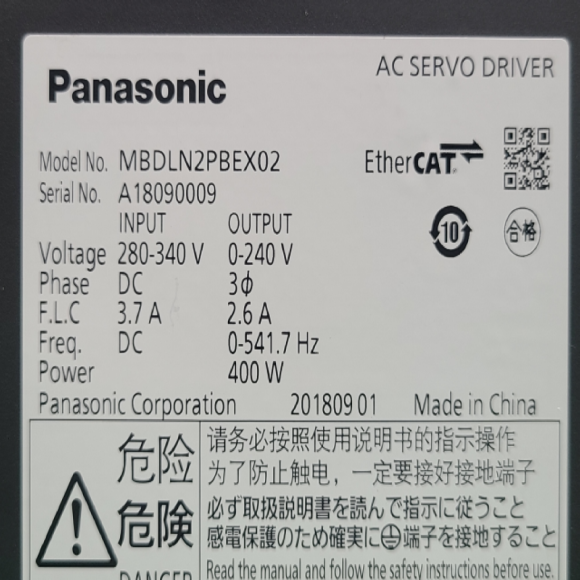 Panasonic
AC SERVO DRIVER
Model No. MBDLN2PBEX02
EtherCAT
Serial No. A18090009
INPUT OUTPUT
10
合格
Voltage 280-340 V 0-240 V
Phase DC 3ϕ
F.L.C 3.7 A 2.6 A
Freq. DC 0-541.7 Hz
Power 400 W
Panasonic Corporation 201809 01 Made in China
危险
请务必按照使用说明书的指示操作
为了防止触电，一定要接好接地端子
危険
必ず取扱説明書を読んで指示に従うこと
感電保護のため確実に⏚端子を接地すること
DANGER
Read the manual and follow the safety instructions before use.